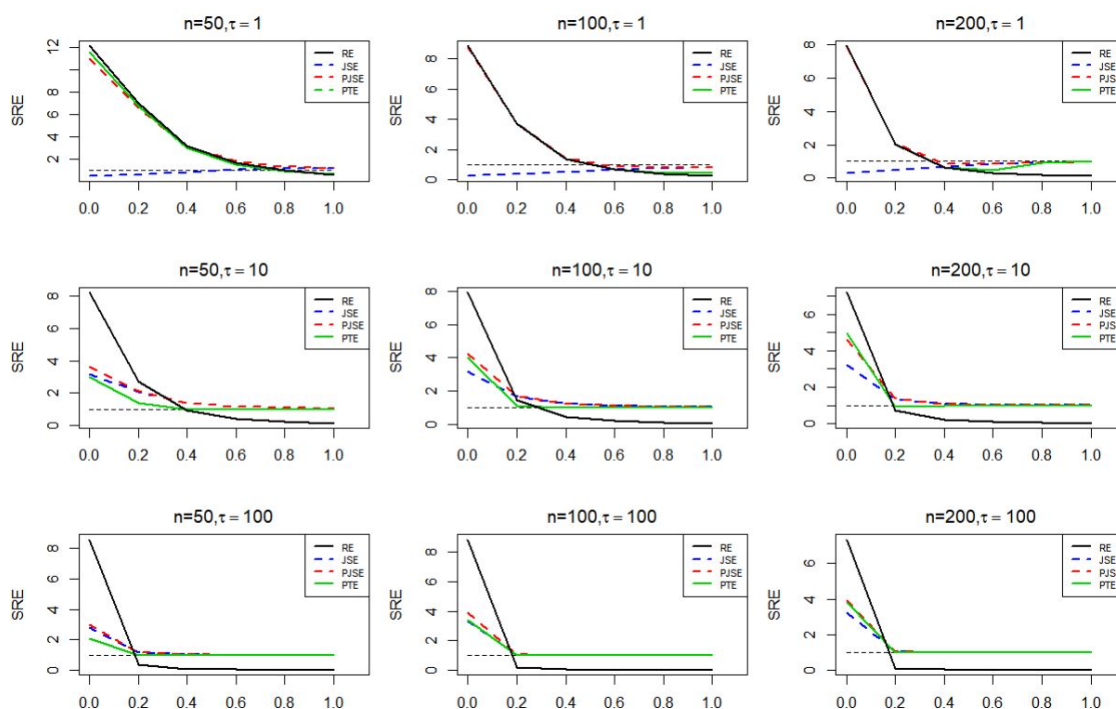 n=50,τ = 1
12
8
6
4
2
SRE
RE
JSE
PJSE
PTE
0.0 0.2 0.4 0.6 0.8 1.0
n=100,τ = 1
8
6
4
2
0
SRE
RE
JSE
PJSE
PTE
0.0 0.2 0.4 0.6 0.8 1.0
n=200,τ = 1
8
6
4
2
0
SRE
RE
JSE
PJSE
PTE
0.0 0.2 0.4 0.6 0.8 1.0
n=50,τ = 10
8
6
4
2
0
SRE
RE
JSE
PJSE
PTE
0.0 0.2 0.4 0.6 0.8 1.0
n=100,τ = 10
8
6
4
2
0
SRE
RE
JSE
PJSE
PTE
0.0 0.2 0.4 0.6 0.8 1.0
n=200,τ = 10
6
4
2
0
SRE
RE
JSE
PJSE
PTE
0.0 0.2 0.4 0.6 0.8 1.0
n=50,τ = 100
8
6
4
2
0
SRE
RE
JSE
PJSE
PTE
0.0 0.2 0.4 0.6 0.8 1.0
n=100,τ = 100
8
6
4
2
0
SRE
RE
JSE
PJSE
PTE
0.0 0.2 0.4 0.6 0.8 1.0
n=200,τ = 100
6
4
2
0
SRE
RE
JSE
PJSE
PTE
0.0 0.2 0.4 0.6 0.8 1.0